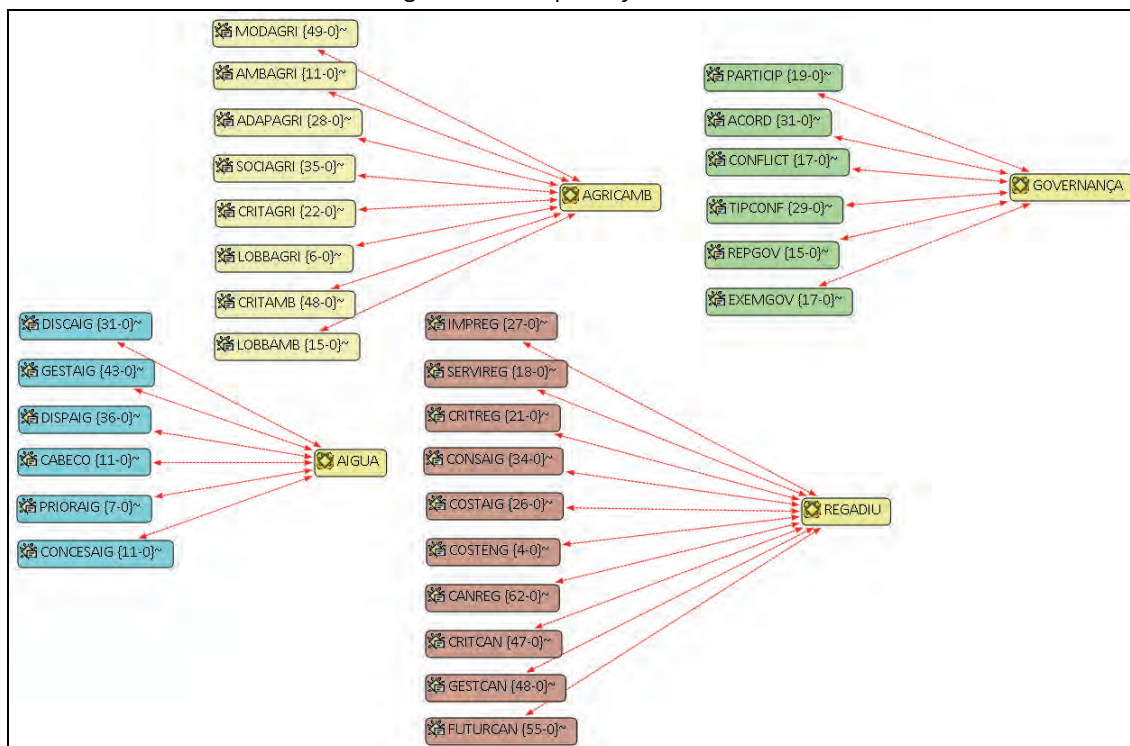 MODAGRI {49-0}~
AMBAGRI {11-0}~
ADAPAGRI {28-0}~
SOCIAGRI {35-0}~
CRITAGRI {22-0}~
LOBBAGRI {6-0}~
CRITAMB {48-0}~
LOBBAMB {15-0}~
AGRICAMB
PARTICIP {19-0}~
ACORD {31-0}~
CONFLICT {17-0}~
TIPCONF {29-0}~
REPGOV {15-0}~
EXEMGOV {17-0}~
GOVERNANÇA
DISCAIG {31-0}~
GESTAIG {43-0}~
DISPAIG {36-0}~
CABECO {11-0}~
PRIORAIG {7-0}~
CONCESAIG {11-0}~
AIGUA
IMPREG {27-0}~
SERVIREG {18-0}~
CRITREG {21-0}~
CONSAIG {34-0}~
COSTAIG {26-0}~
COSTENG {4-0}~
CANREG {62-0}~
CRITCAN {47-0}~
GESTCAN {48-0}~
FUTURCAN {55-0}~
REGADIU